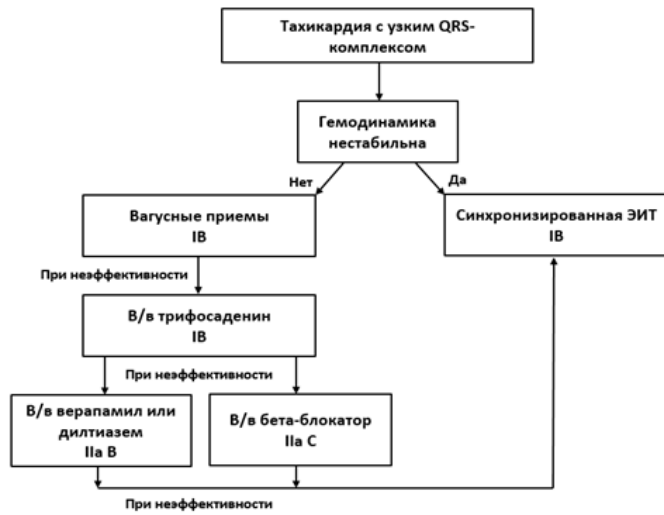 Тахикардия с узким QRS-
комплексом
Гемодинамика
нестабильна
Нет
Да
Вагусные приемы
IB
Синхронизированная ЭИТ
IB
При неэффективности
В/в трифосаденин
IB
При неэффективности
В/в верапамил или
дилтиазем
IIa B
В/в бета-блокатор
IIa C
При неэффективности